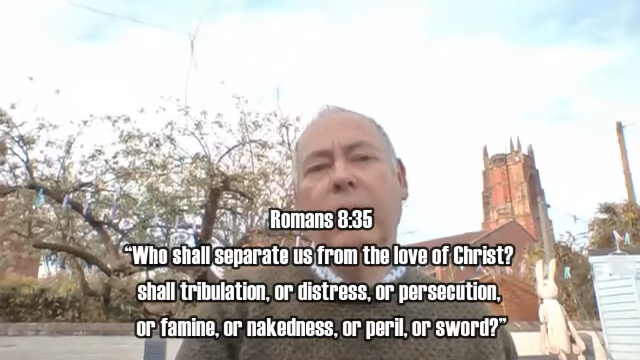 Romans 8:35
“Who shall separate us from the love of Christ?
shall tribulation, or distress, or persecution,
or famine, or nakedness, or peril, or sword?”